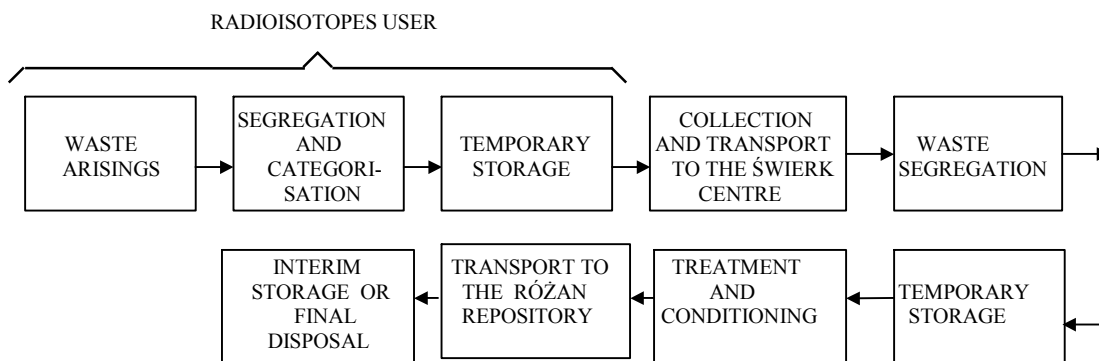 RADIOISOTOPES USER
WASTE
ARISINGS
SEGREGATION
AND
CATEGORI-
SATION
TEMPORARY
STORAGE
COLLECTION
AND TRANSPORT
TO THE ŚWIERK
CENTRE
WASTE
SEGREGATION
INTERIM
STORAGE OR
FINAL
DISPOSAL
TRANSPORT TO
THE RÓŻAN
REPOSITORY
TREATMENT
AND
CONDITIONING
TEMPORARY
STORAGE